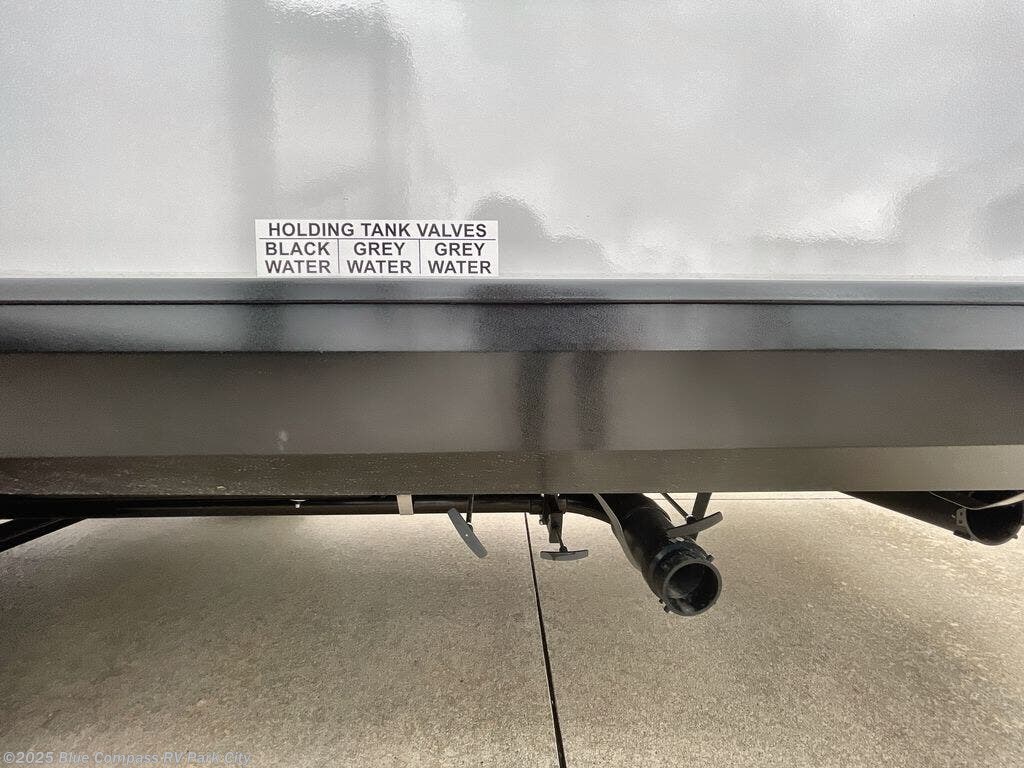 HOLDING TANK VALVES
BLACK WATER
GREY WATER
GREY WATER
©2025 Blue Compass RV Park City